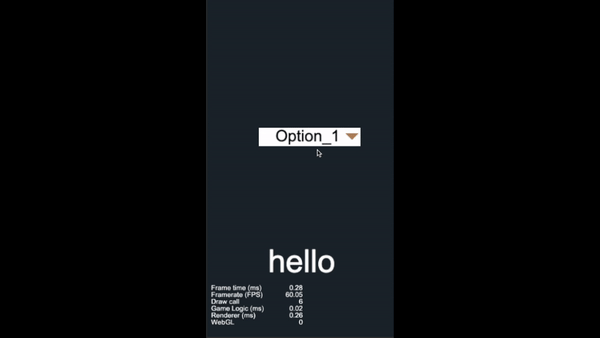 Option_1
hello
Frame time (ms) 0.28
Framerate (FPS) 60.05
Draw call 6
Game Logic (ms) 0.02
Renderer (ms) 0.26
WebGL 0